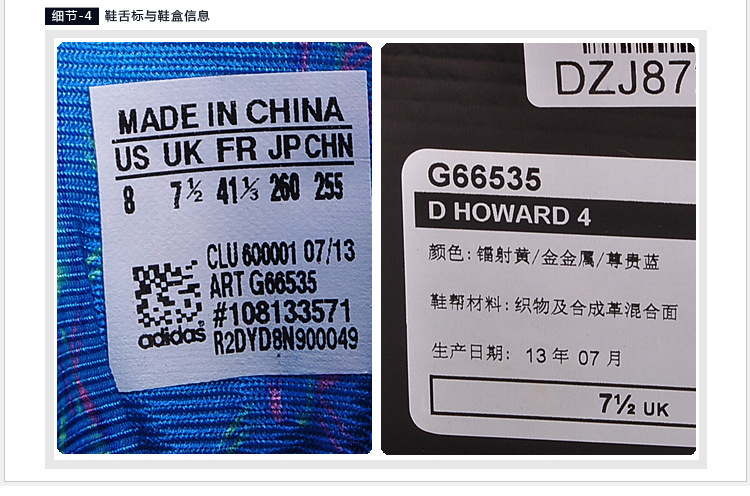 细节-4 鞋舌标与鞋盒信息
MADE IN CHINA
US UK FR JP CHN
8 7½ 41⅓ 260 255
CLU 600001 07/13
ART G66535
#108133571
R2DYD8N900049
adidas
DZJ87
G66535
D HOWARD 4
颜色: 镭射黄/金金属/尊贵蓝
鞋帮材料: 织物及合成革混合面
生产日期: 13 年 07 月
7½ UK